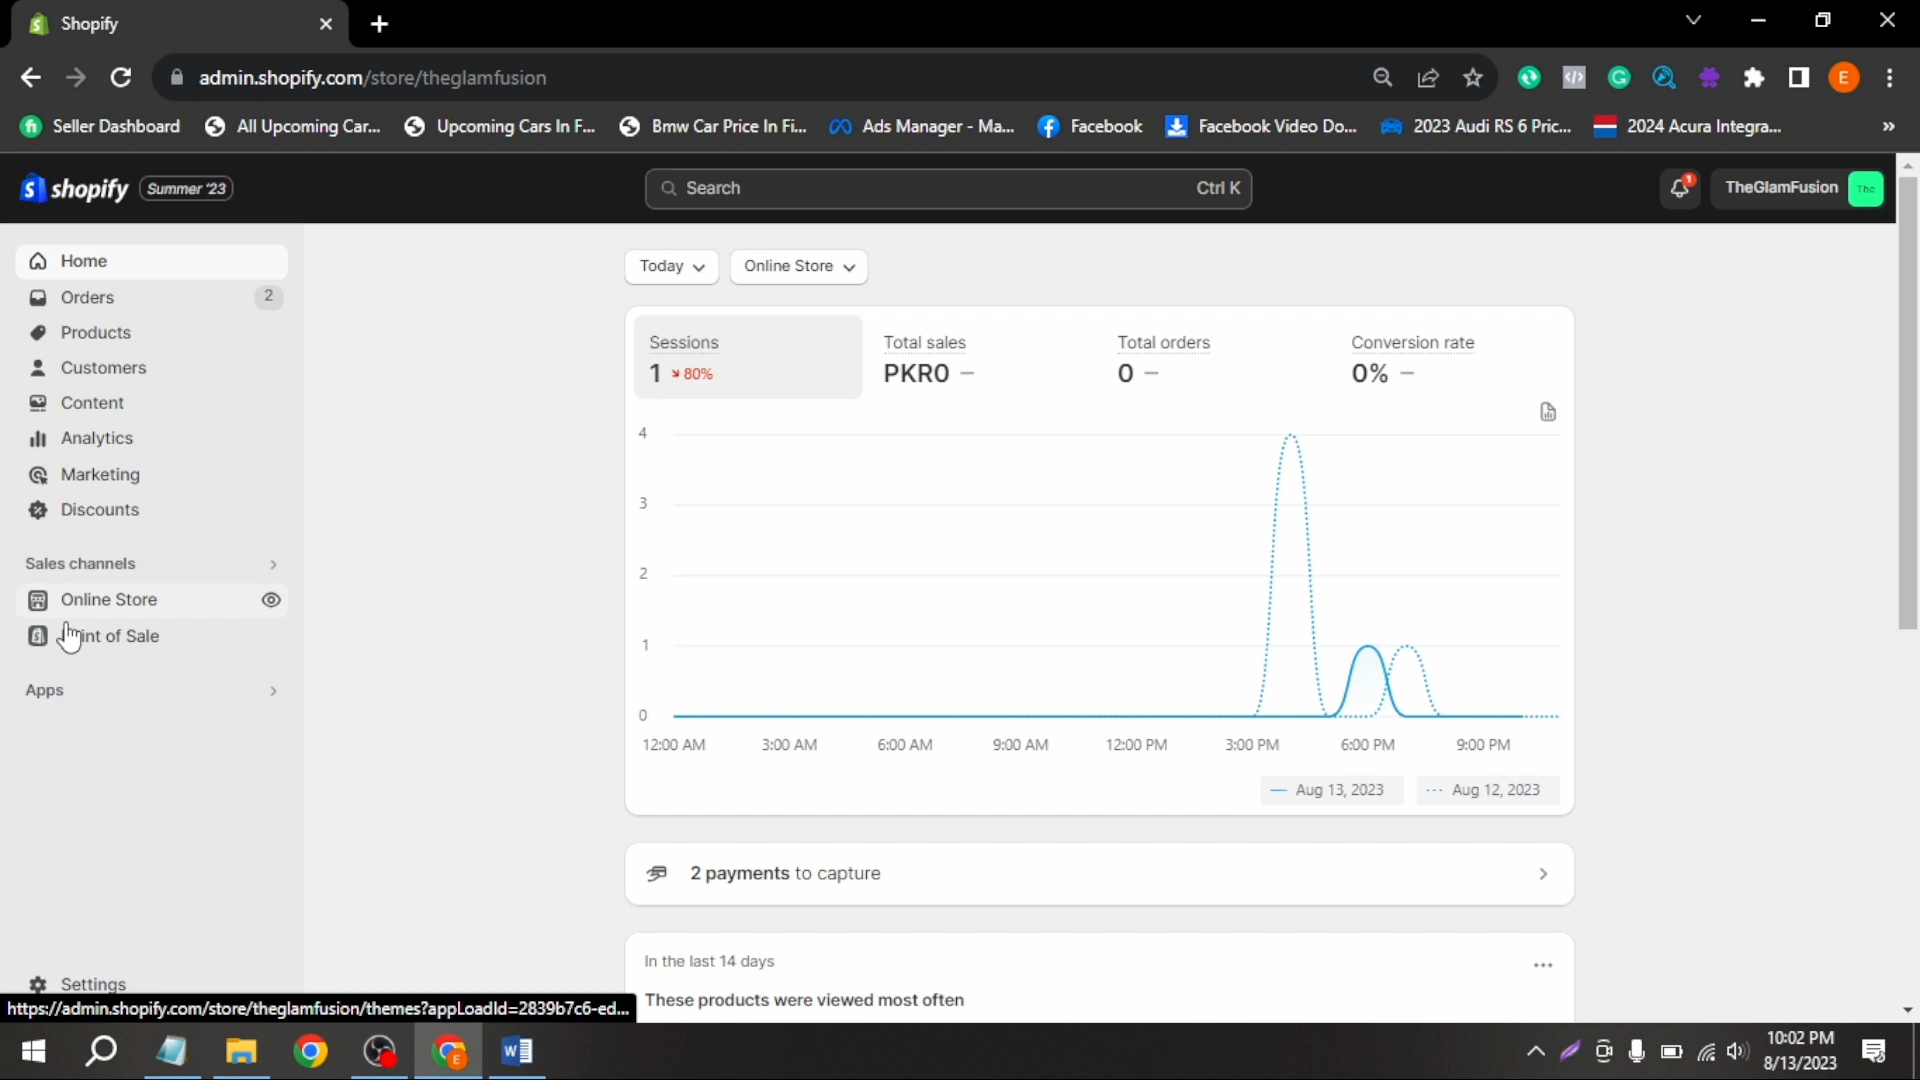 Shopify
admin.shopify.com/store/theglamfusion
E
Seller Dashboard
All Upcoming Car...
Upcoming Cars In F...
Bmw Car Price In Fi...
Ads Manager - Ma...
Facebook
Facebook Video Do...
2023 Audi RS 6 Pric...
2024 Acura Integra...
»
shopify
Summer '23
Search
Ctrl K
1
TheGlamFusion
The
Home
Orders
2
Products
Customers
Content
Analytics
Marketing
Discounts
Sales channels
Online Store
int of Sale
Apps
Settings
https://admin.shopify.com/store/theglamfusion/themes?appLoadId=2839b7c6-ed...
Today
Online Store
Sessions
1 80%
Total sales
PKR0 –
Total orders
0 –
Conversion rate
0% –
4
3
2
1
0
12:00 AM
3:00 AM
6:00 AM
9:00 AM
12:00 PM
3:00 PM
6:00 PM
9:00 PM
Aug 13, 2023
Aug 12, 2023
2 payments to capture
In the last 14 days
These products were viewed most often
10:02 PM
8/13/2023